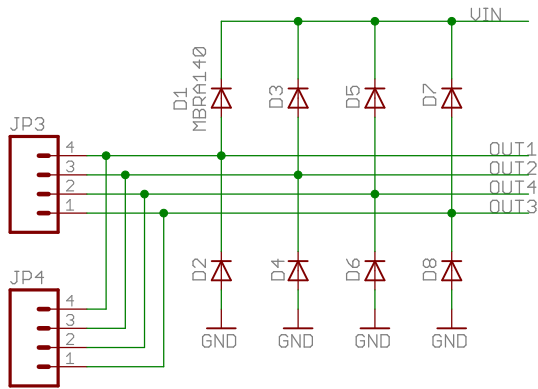 VIN
D1
MBRA140
D3
D5
D7
JP3
4
3
2
1
OUT1
OUT2
OUT4
OUT3
D2
D4
D6
D8
JP4
4
3
2
1
GND
GND
GND
GND